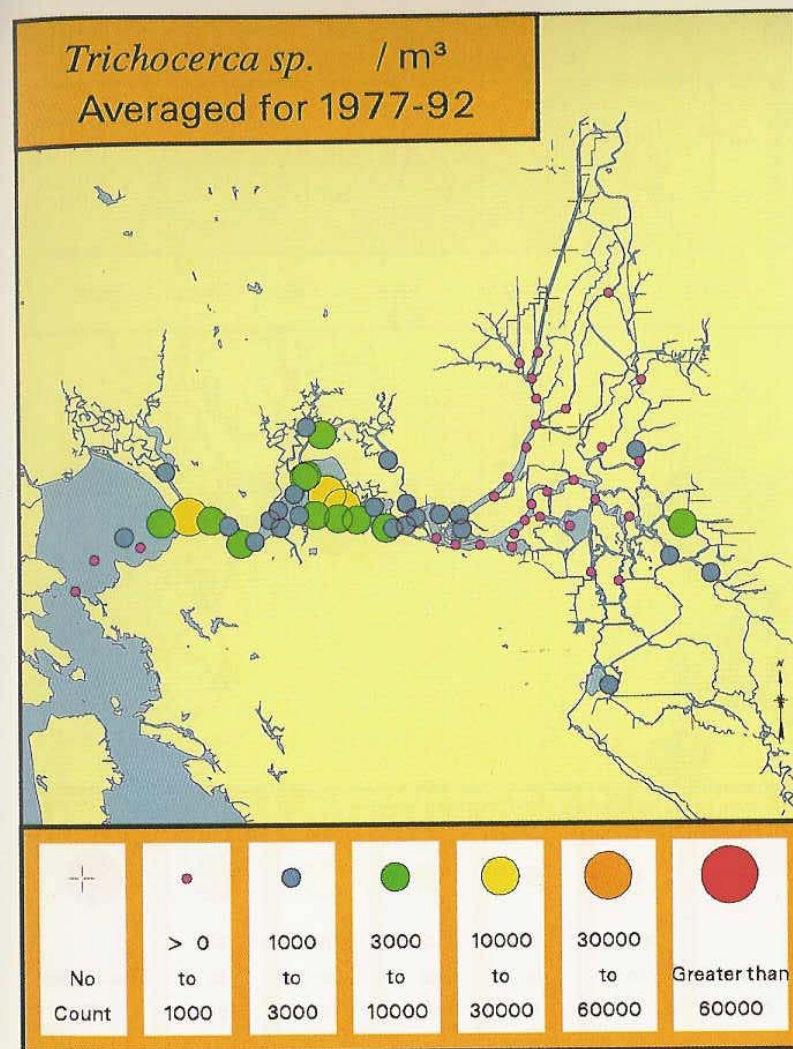 Trichocerca sp. / m³
Averaged for 1977-92
N
No
Count
> 0
to
1000
1000
to
3000
3000
to
10000
10000
to
30000
30000
to
60000
Greater than
60000